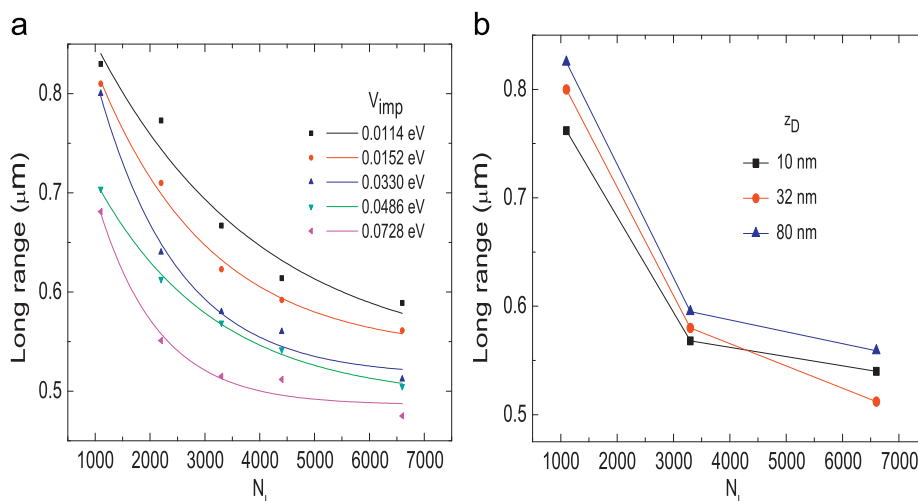 a
Long range (μm)
0.8
0.7
0.6
0.5
1000 2000 3000 4000 5000 6000 7000
N_I
V_imp
0.0114 eV
0.0152 eV
0.0330 eV
0.0486 eV
0.0728 eV
b
Long range (μm)
0.8
0.7
0.6
0.5
1000 2000 3000 4000 5000 6000 7000
N_I
z_D
10 nm
32 nm
80 nm